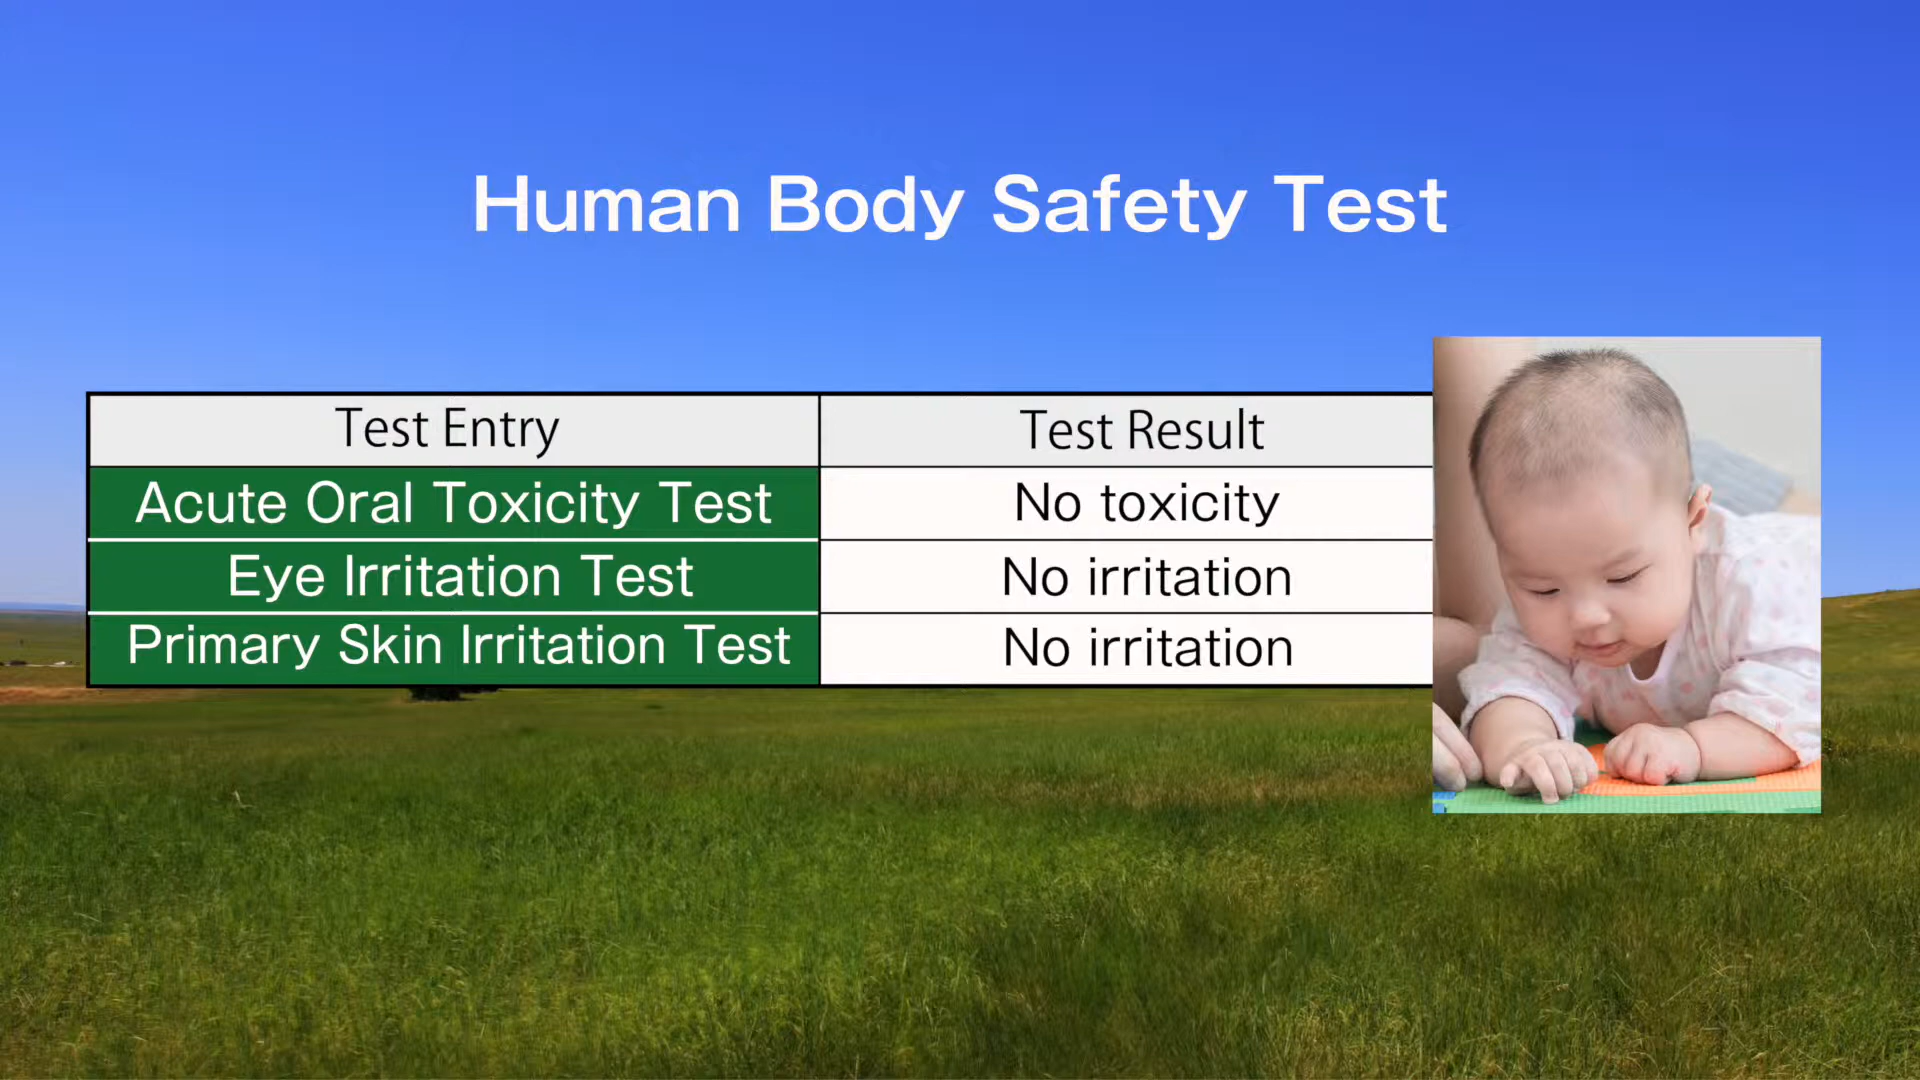 Human Body Safety Test
Test Entry
Test Result
Acute Oral Toxicity Test
No toxicity
Eye Irritation Test
No irritation
Primary Skin Irritation Test
No irritation